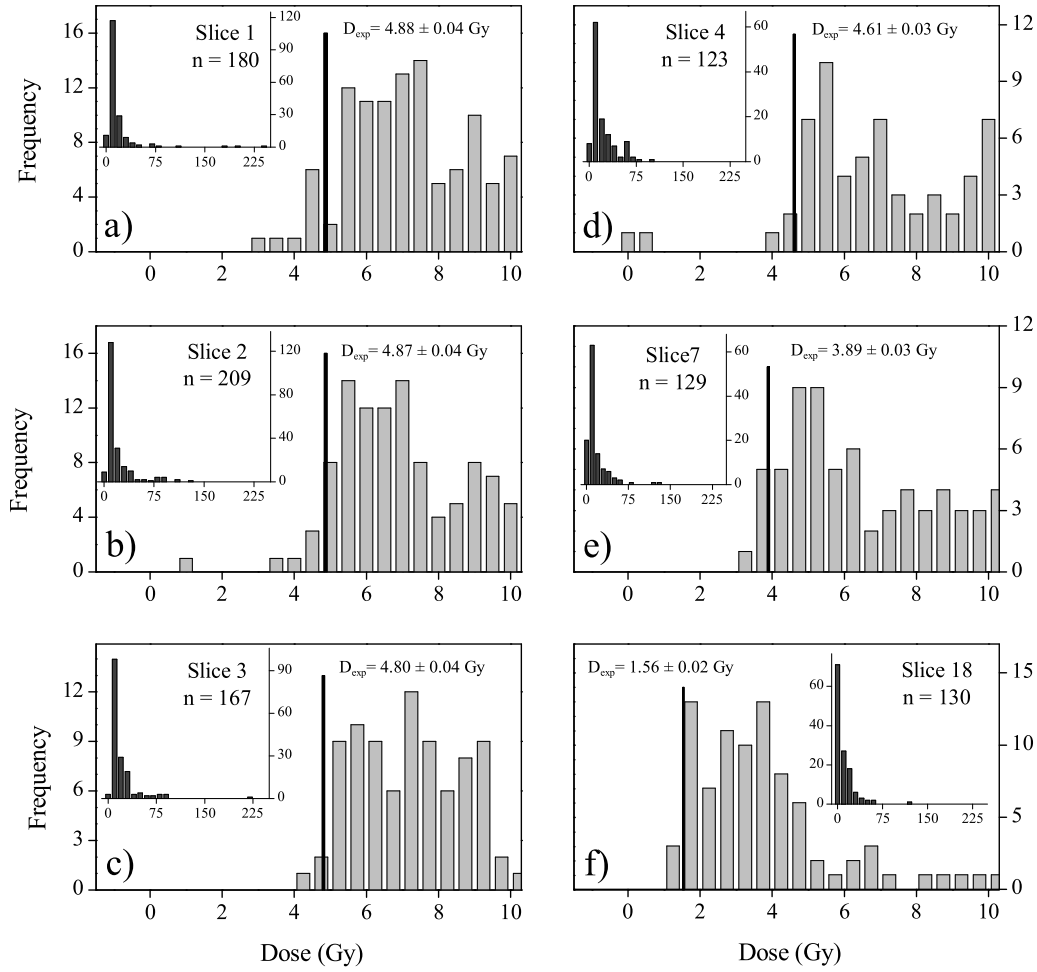 Slice 1
n = 180
D_exp = 4.88 ± 0.04 Gy
120
90
60
30
0
0 75 150 225
16
12
8
4
0
Frequency
a)
0 2 4 6 8 10
Slice 4
n = 123
D_exp = 4.61 ± 0.03 Gy
60
40
20
0
0 75 150 225
12
9
6
3
0
d)
0 2 4 6 8 10
Slice 2
n = 209
D_exp = 4.87 ± 0.04 Gy
120
80
40
0
0 75 150 225
16
12
8
4
0
Frequency
b)
0 2 4 6 8 10
Slice7
n = 129
D_exp = 3.89 ± 0.03 Gy
60
40
20
0
0 75 150 225
12
9
6
3
0
e)
0 2 4 6 8 10
Slice 3
n = 167
D_exp = 4.80 ± 0.04 Gy
90
60
30
0
0 75 150 225
12
9
6
3
0
Frequency
c)
0 2 4 6 8 10
Dose (Gy)
D_exp = 1.56 ± 0.02 Gy
Slice 18
n = 130
60
40
20
0
0 75 150 225
15
10
5
0
f)
0 2 4 6 8 10
Dose (Gy)